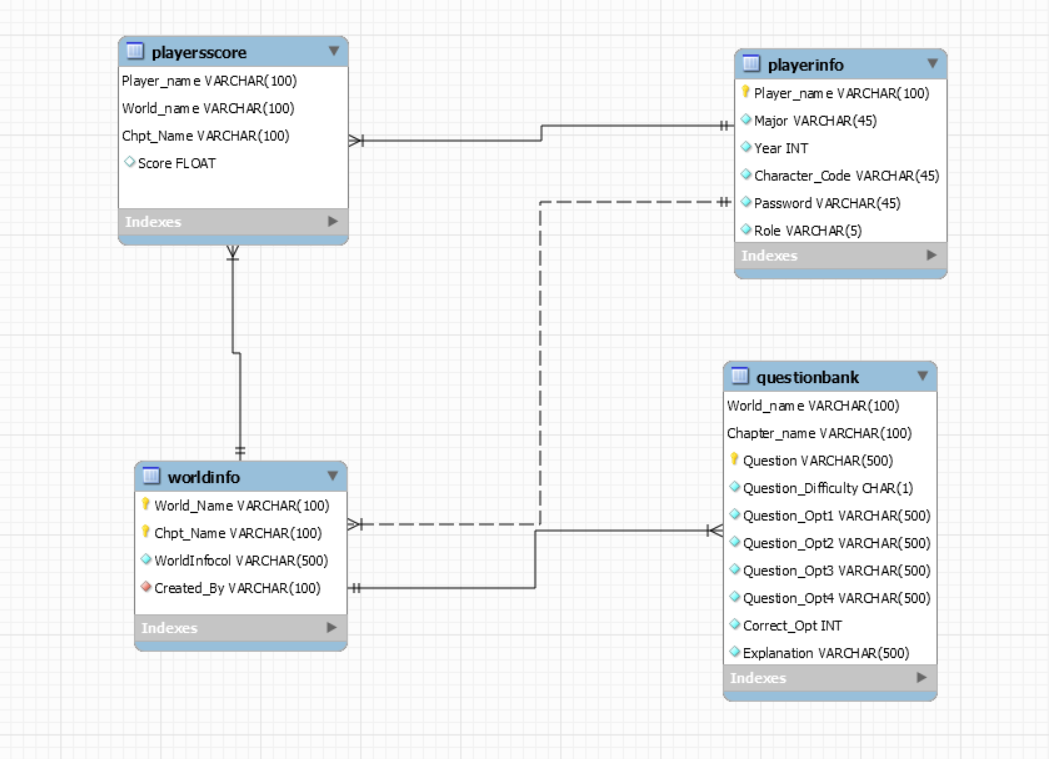 playersscore
Player_name VARCHAR(100)
World_name VARCHAR(100)
Chpt_Name VARCHAR(100)
Score FLOAT
Indexes
playerinfo
Player_name VARCHAR(100)
Major VARCHAR(45)
Year INT
Character_Code VARCHAR(45)
Password VARCHAR(45)
Role VARCHAR(5)
Indexes
worldinfo
World_Name VARCHAR(100)
Chpt_Name VARCHAR(100)
WorldInfocol VARCHAR(500)
Created_By VARCHAR(100)
Indexes
questionbank
World_name VARCHAR(100)
Chapter_name VARCHAR(100)
Question VARCHAR(500)
Question_Difficulty CHAR(1)
Question_Opt1 VARCHAR(500)
Question_Opt2 VARCHAR(500)
Question_Opt3 VARCHAR(500)
Question_Opt4 VARCHAR(500)
Correct_Opt INT
Explanation VARCHAR(500)
Indexes